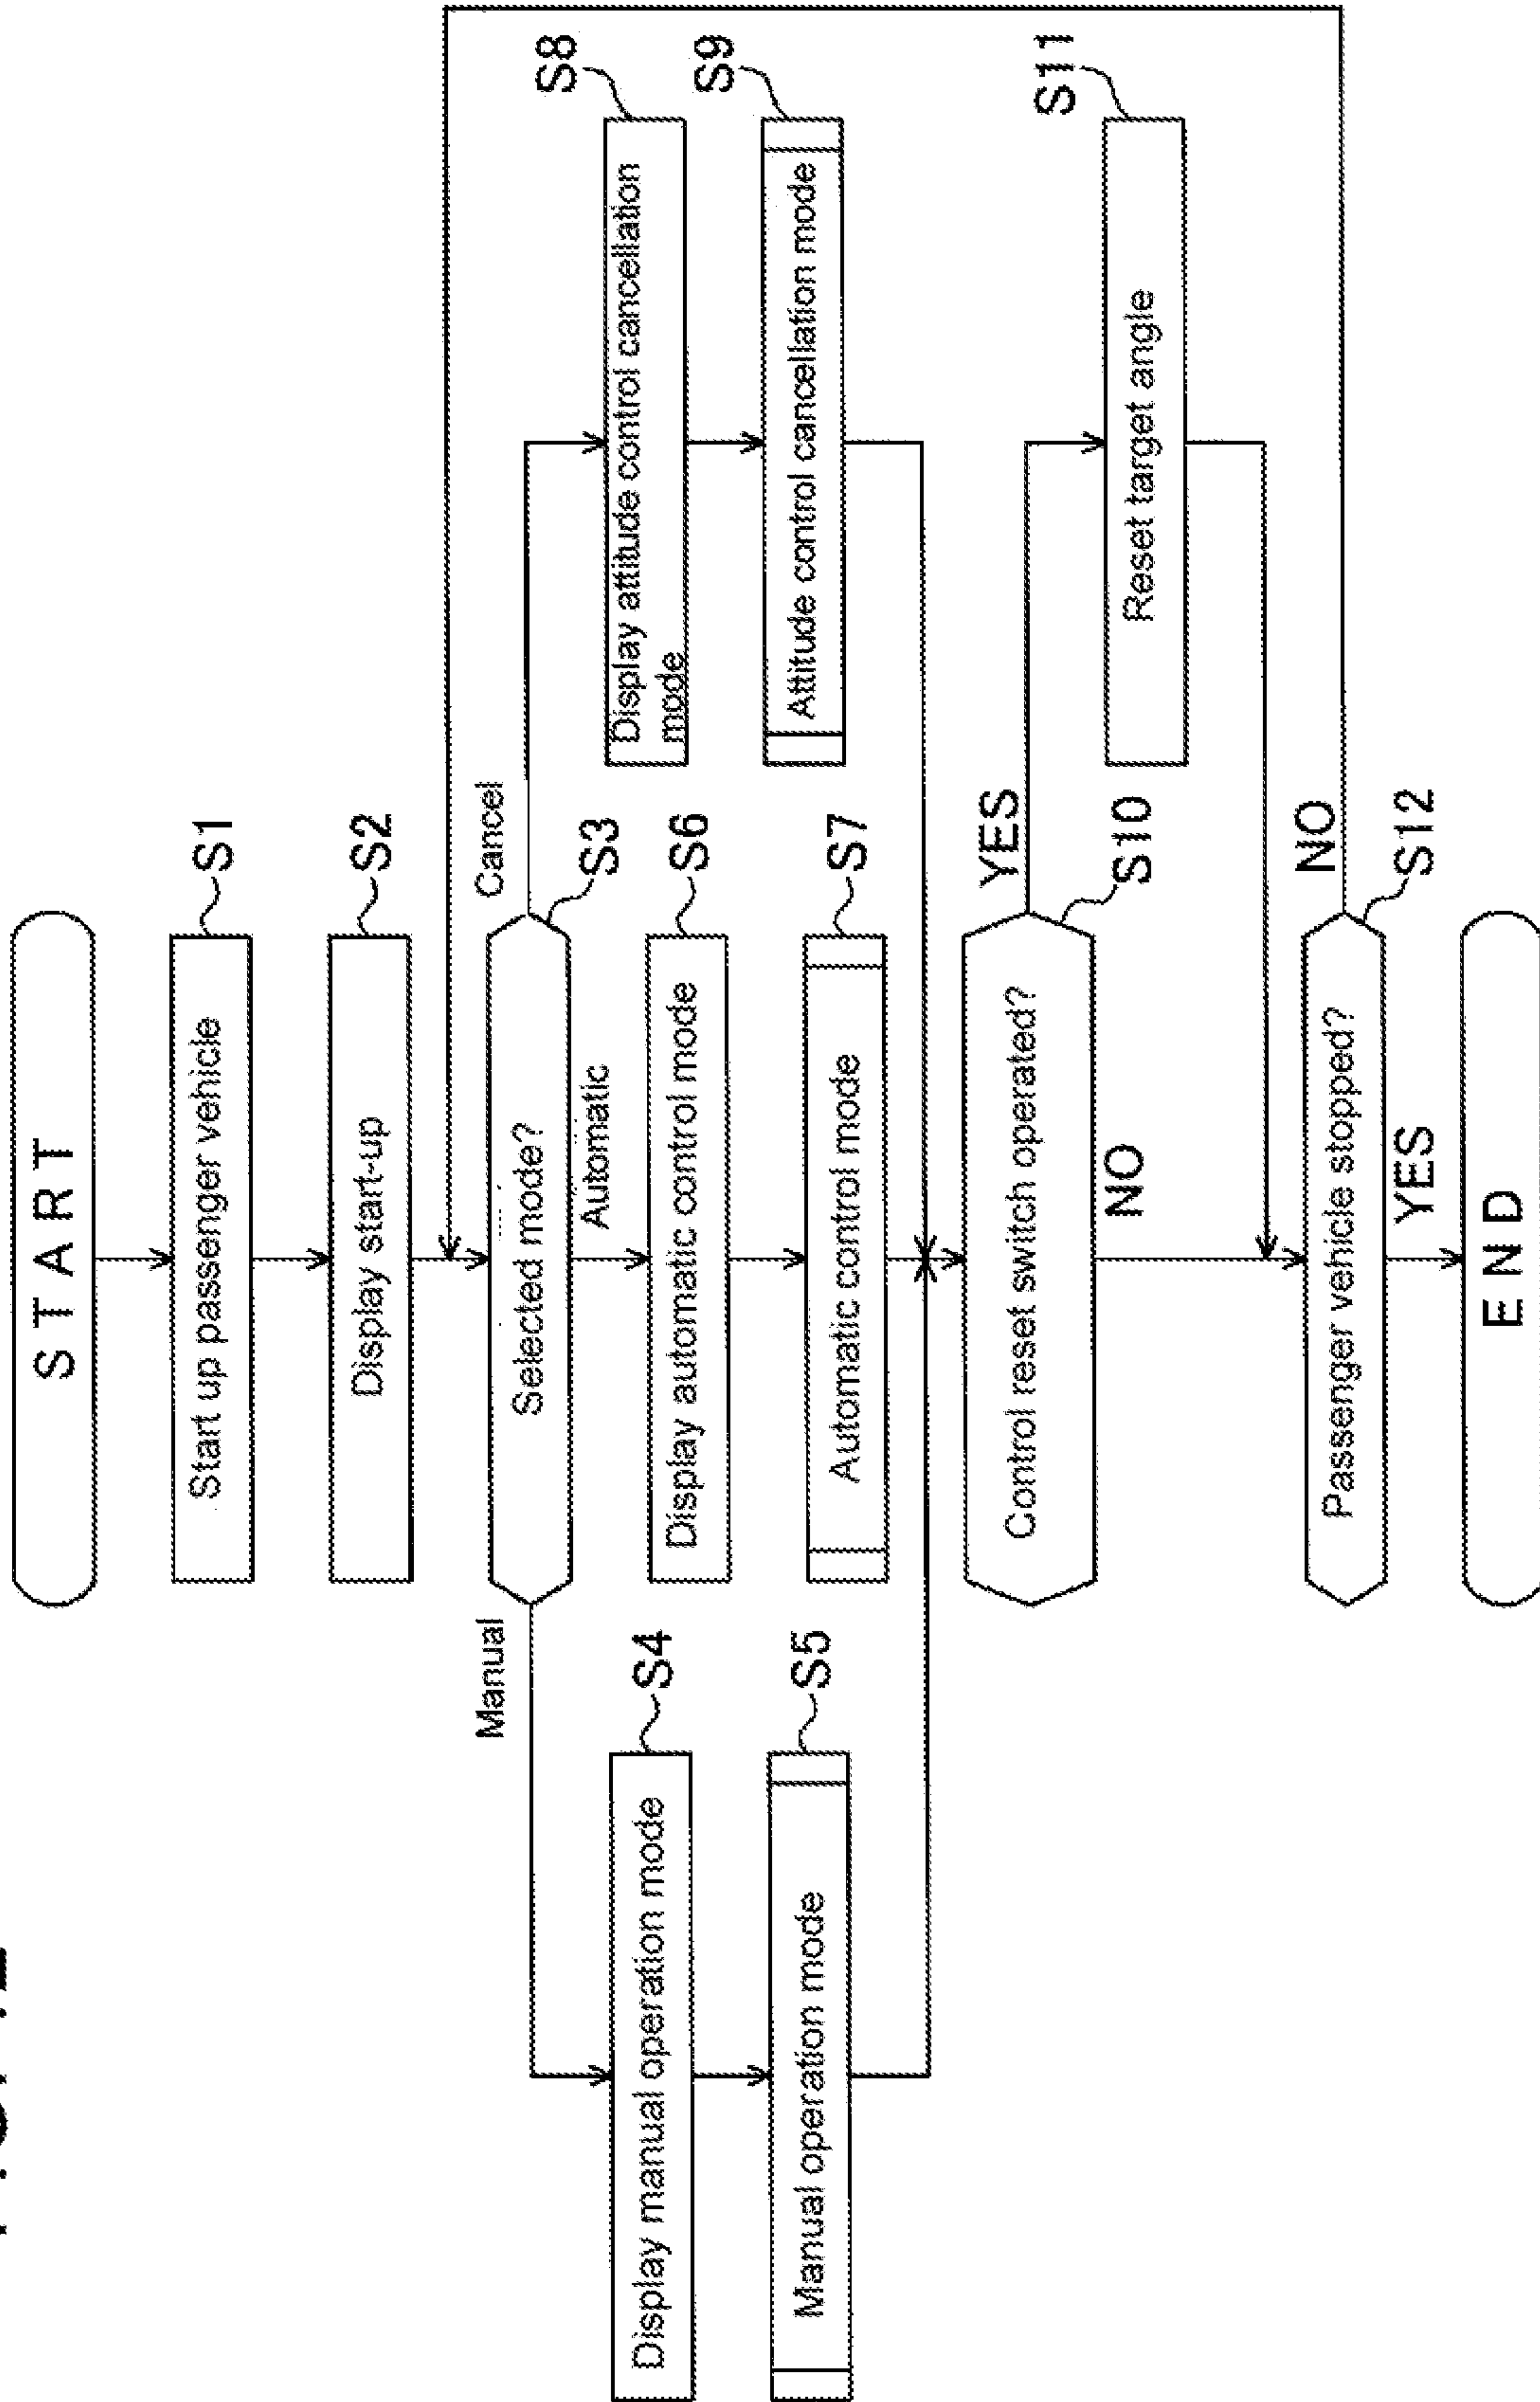 START
Start up passenger vehicle
S1
Display start-up
S2
Selected mode?
S3
Manual
Automatic
Cancel
Display manual operation mode
S4
Manual operation mode
S5
Display automatic control mode
S6
Automatic control mode
S7
Display attitude control cancellation
mode
S8
Attitude control cancellation mode
S9
Control reset switch operated?
S10
YES
NO
Reset target angle
S11
Passenger vehicle stopped?
S12
NO
YES
END